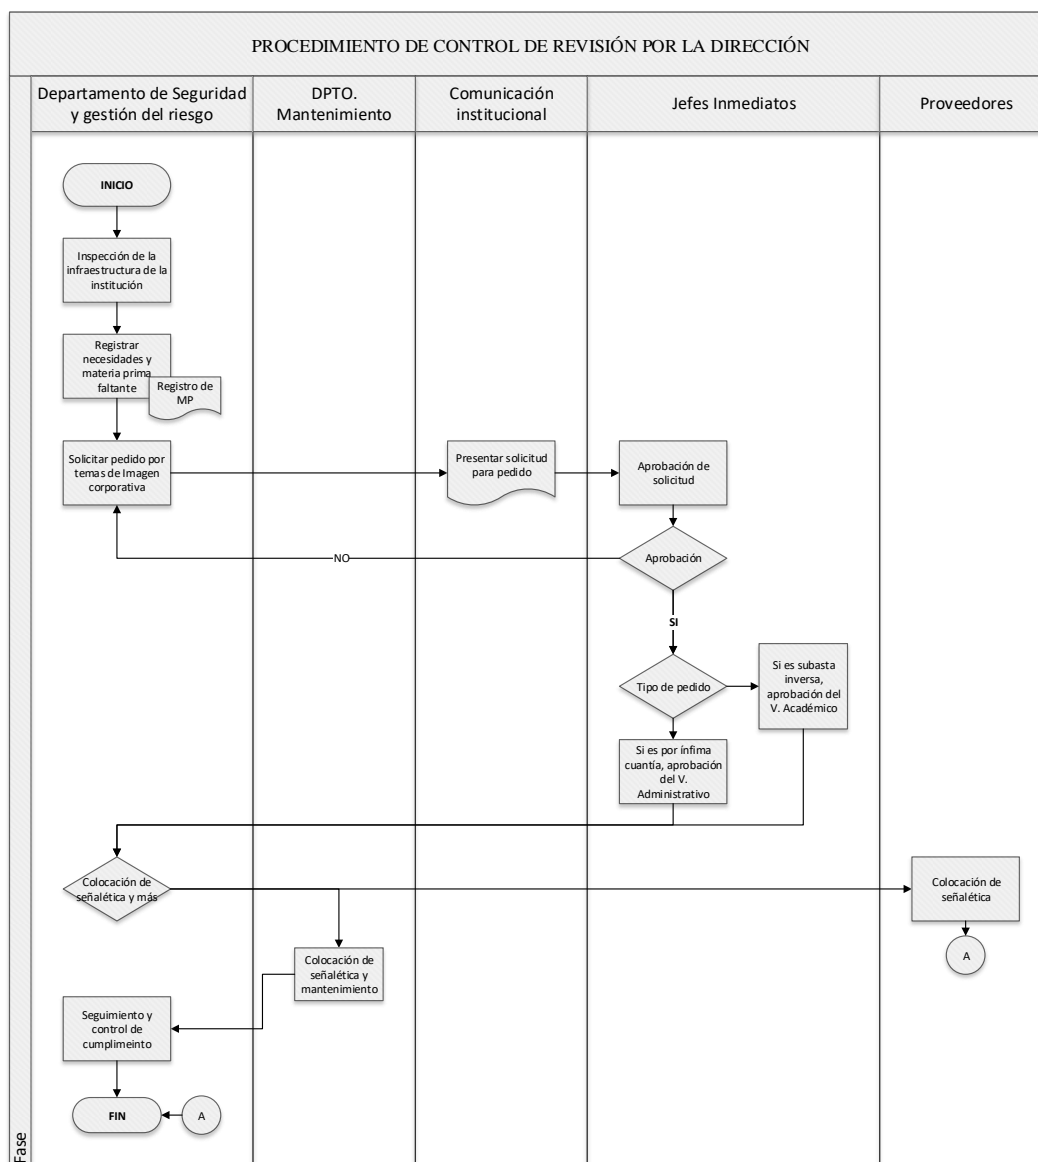 PROCEDIMIENTO DE CONTROL DE REVISIÓN POR LA DIRECCIÓN
Departamento de Seguridad
y gestión del riesgo
DPTO.
Mantenimiento
Comunicación
institucional
Jefes Inmediatos
Proveedores
INICIO
Inspección de la
infraestructura de la
institución
Registrar
necesidades y
materia prima
faltante
Registro de
MP
Solicitar pedido por
temas de Imagen
corporativa
Presentar solicitud
para pedido
Aprobación de
solicitud
Aprobación
NO
SI
Tipo de pedido
Si es subasta
inversa,
aprobación del
V. Académico
Si es por ínfima
cuantía, aprobación
del V.
Administrativo
Colocación de
señalética y más
Colocación de
señalética
A
Colocación de
señalética y
mantenimiento
Seguimiento y
control de
cumplimeinto
FIN
A
Fase